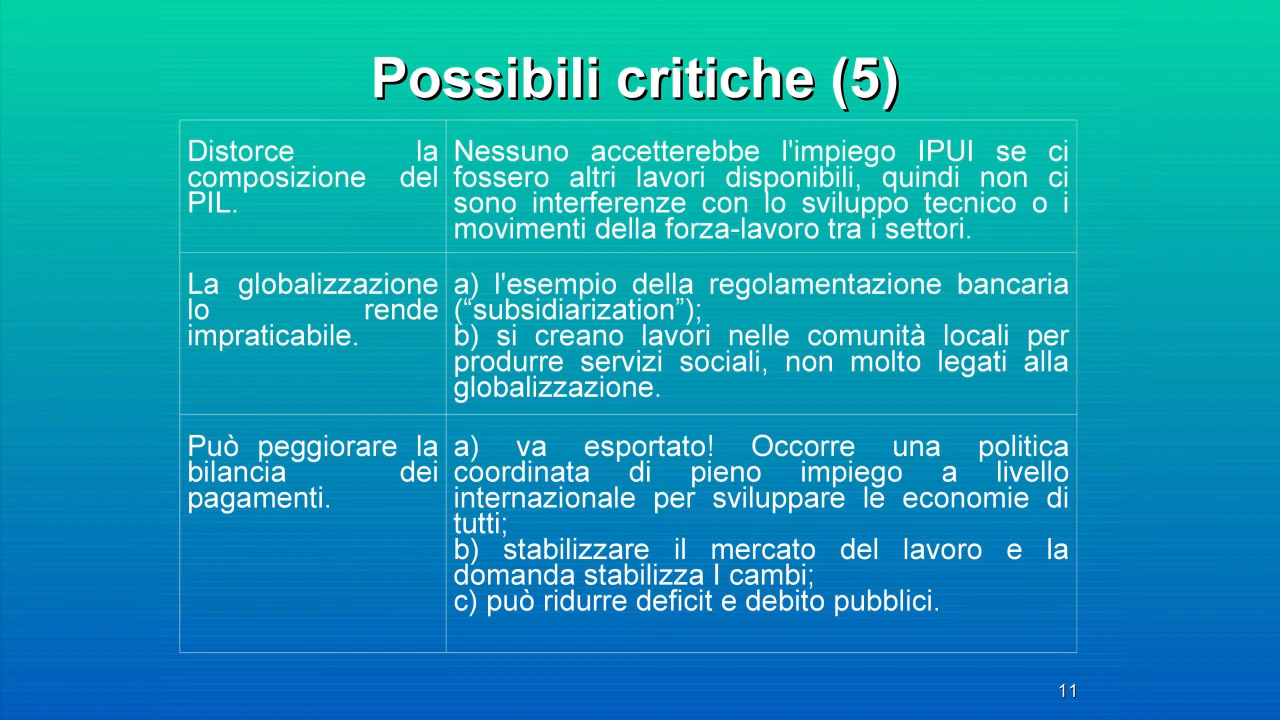 Possibili critiche (5)
Distorce la
composizione del
PIL.
Nessuno accetterebbe l'impiego IPUI se ci
fossero altri lavori disponibili, quindi non ci
sono interferenze con lo sviluppo tecnico o i
movimenti della forza-lavoro tra i settori.
La globalizzazione
lo rende
impraticabile.
a) l'esempio della regolamentazione bancaria
(“subsidiarization”);
b) si creano lavori nelle comunità locali per
produrre servizi sociali, non molto legati alla
globalizzazione.
Può peggiorare la
bilancia dei
pagamenti.
a) va esportato! Occorre una politica
coordinata di pieno impiego a livello
internazionale per sviluppare le economie di
tutti;
b) stabilizzare il mercato del lavoro e la
domanda stabilizza I cambi;
c) può ridurre deficit e debito pubblici.
11